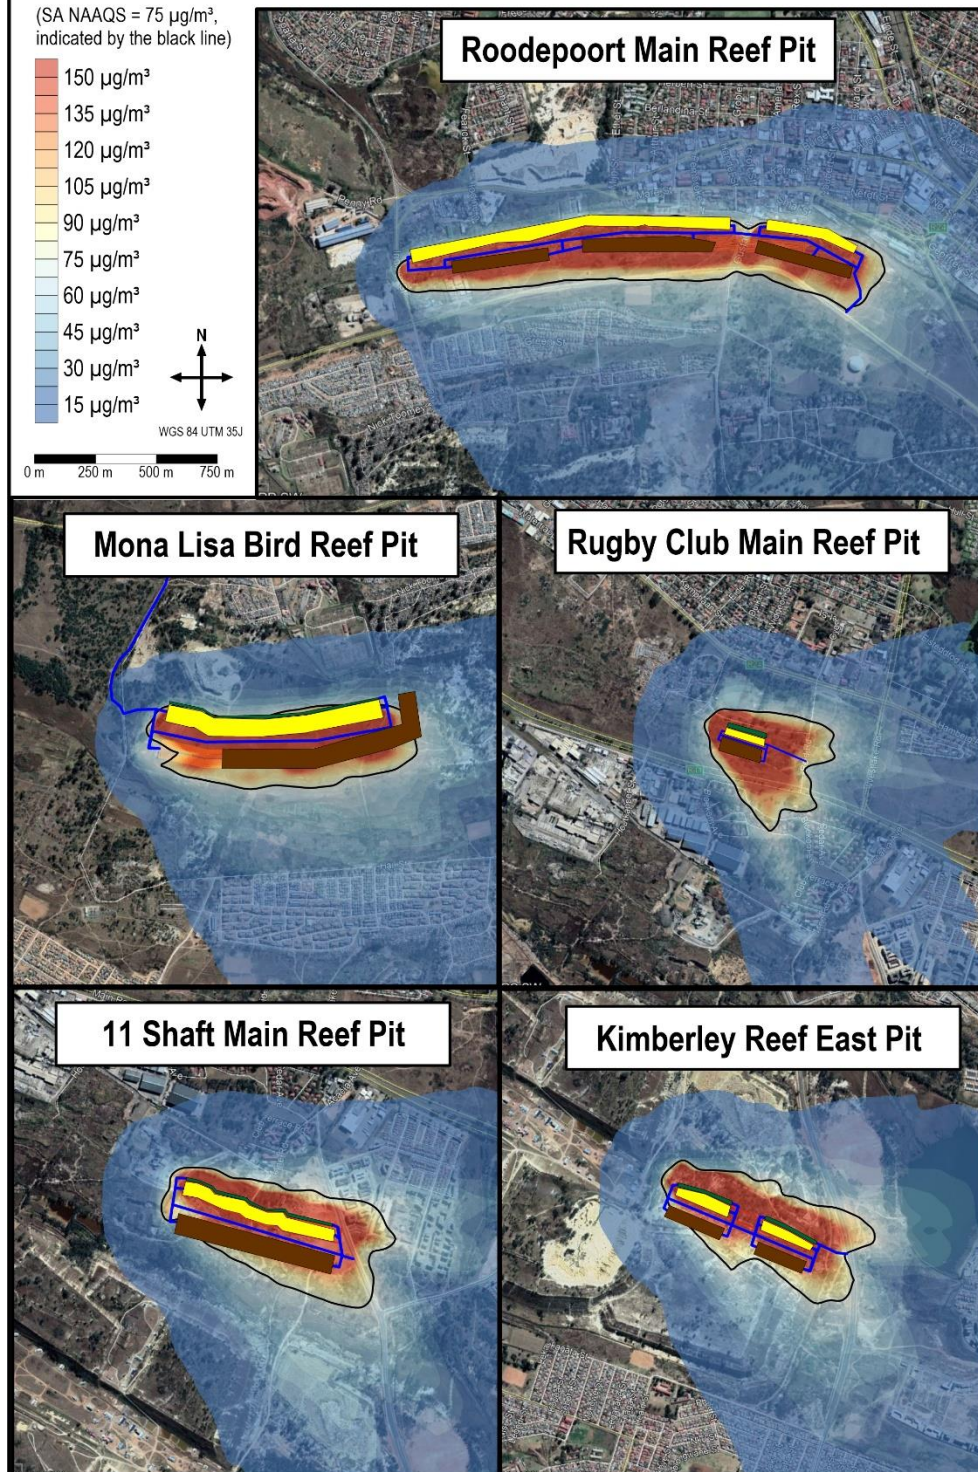 (SA NAAQS = 75 µg/m³,
indicated by the black line)
150 µg/m³
135 µg/m³
120 µg/m³
105 µg/m³
90 µg/m³
75 µg/m³
60 µg/m³
45 µg/m³
30 µg/m³
15 µg/m³
N
WGS 84 UTM 35J
0 m 250 m 500 m 750 m
Roodepoort Main Reef Pit
Berlandina
Penny Rd
Mona Lisa Bird Reef Pit
Rugby Club Main Reef Pit
11 Shaft Main Reef Pit
Kimberley Reef East Pit